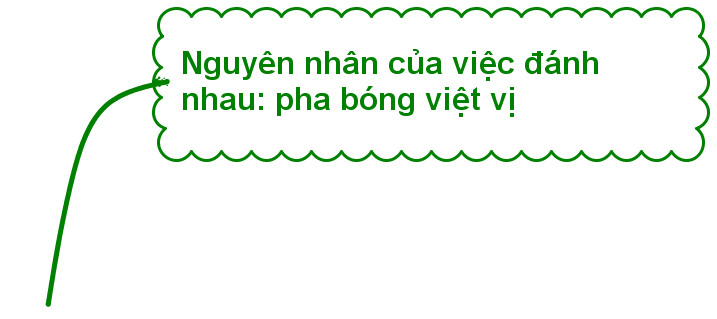 Nguyên nhân của việc đánh
nhau: pha bóng việt vị